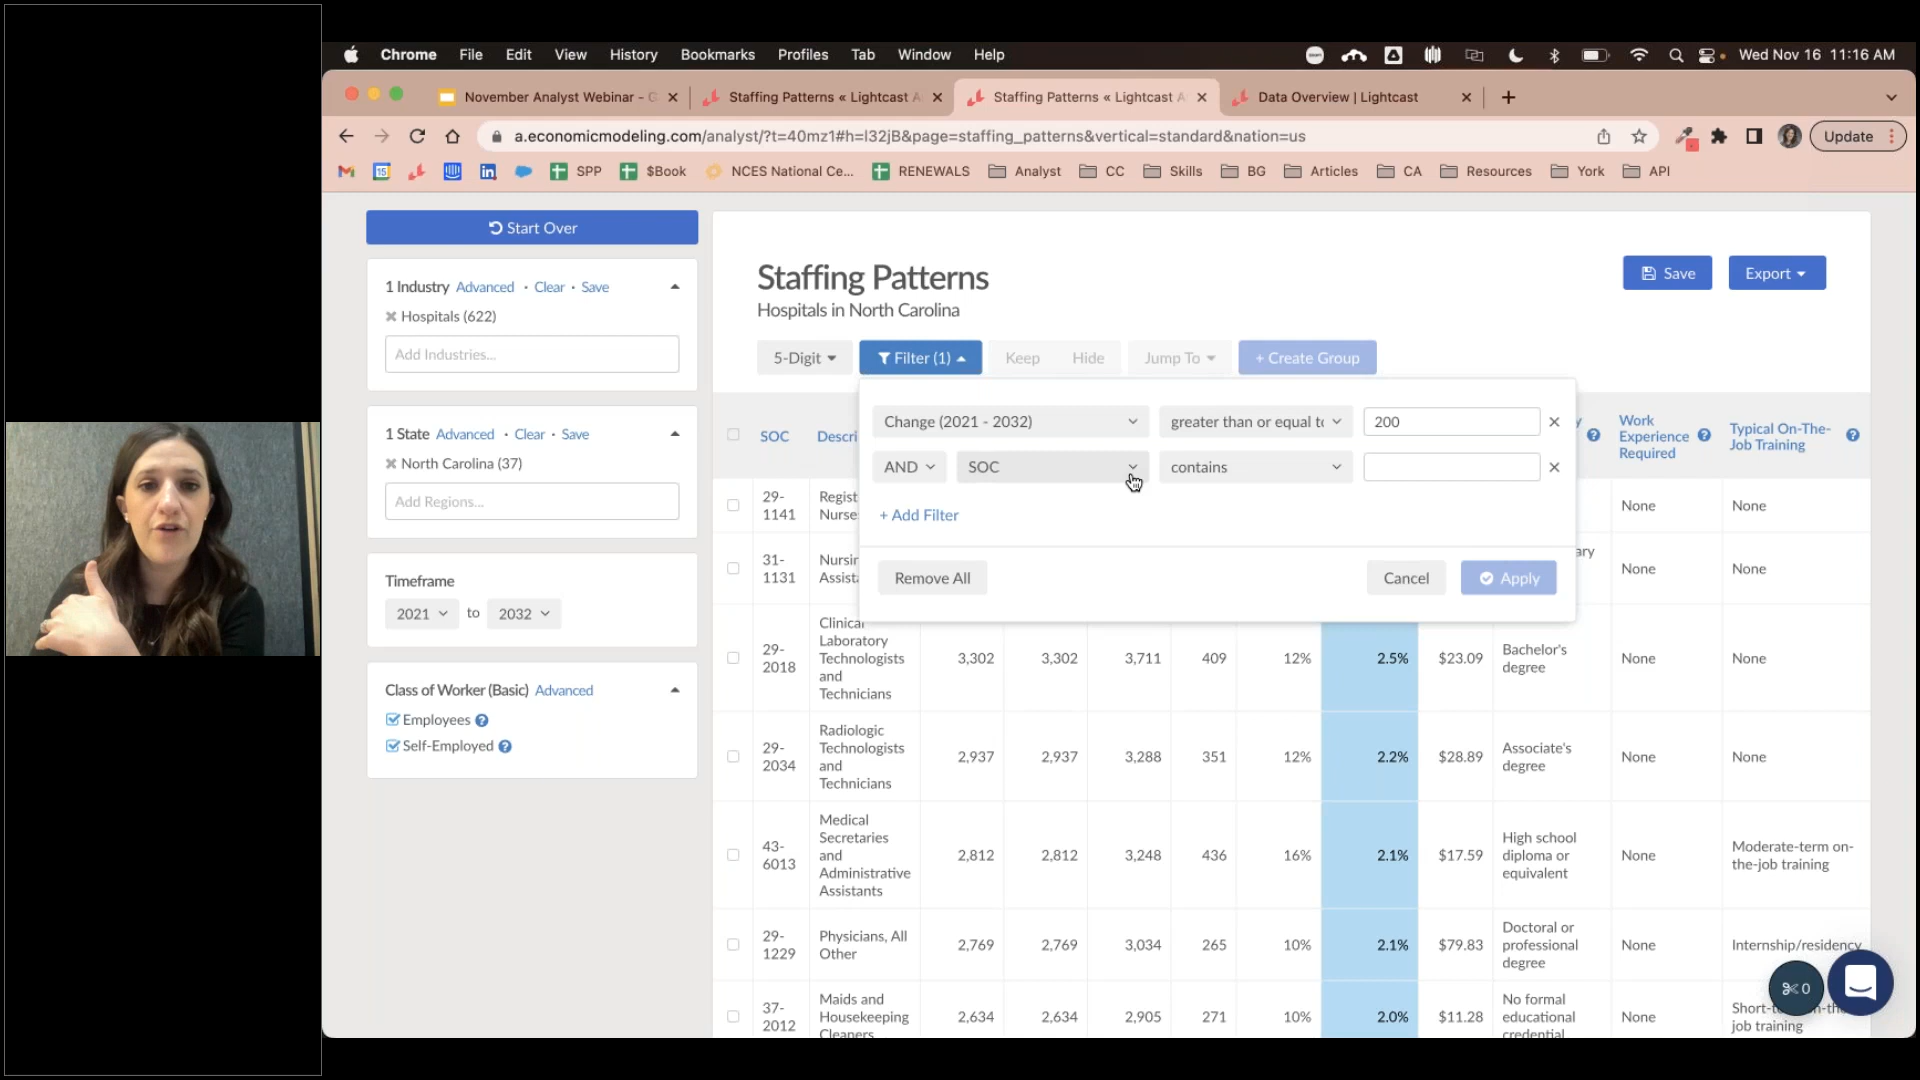 Chrome File Edit View History Bookmarks Profiles Tab Window Help Wed Nov 16 11:16 AM
November Analyst Webinar - G Staffing Patterns « Lightcast A Staffing Patterns « Lightcast A Data Overview | Lightcast
a.economicmodeling.com/analyst/?t=40mz1#h=l32jB&page=staffing_patterns&vertical=standard&nation=us Update
SPP $Book NCES National Ce... RENEWALS Analyst CC Skills BG Articles CA Resources York API
Start Over
1 Industry Advanced · Clear · Save
Hospitals (622)
Add Industries...
1 State Advanced · Clear · Save
North Carolina (37)
Add Regions...
Timeframe
2021 to 2032
Class of Worker (Basic) Advanced
Employees
Self-Employed
Staffing Patterns
Hospitals in North Carolina
Save Export
5-Digit Filter (1) Keep Hide Jump To + Create Group
Change (2021 - 2032) greater than or equal to 200
AND SOC contains
+ Add Filter
Remove All Cancel Apply
SOC Descri
Work
Experience
Required
Typical On-The-
Job Training
29-
1141
Regist
Nurse
None None
31-
1131
Nursin
Assist
ary
None None
29-
2018
Clinical
Laboratory
Technologists
and
Technicians
3,302 3,302 3,711 409 12% 2.5% $23.09
Bachelor's
degree
None None
29-
2034
Radiologic
Technologists
and
Technicians
2,937 2,937 3,288 351 12% 2.2% $28.89
Associate's
degree
None None
43-
6013
Medical
Secretaries
and
Administrative
Assistants
2,812 2,812 3,248 436 16% 2.1% $17.59
High school
diploma or
equivalent
None
Moderate-term on-
the-job training
29-
1229
Physicians, All
Other
2,769 2,769 3,034 265 10% 2.1% $79.83
Doctoral or
professional
degree
None
Internship/residency
37-
2012
Maids and
Housekeeping
Cleaners
2,634 2,634 2,905 271 10% 2.0% $11.28
No formal
educational
credential
None
job training
0